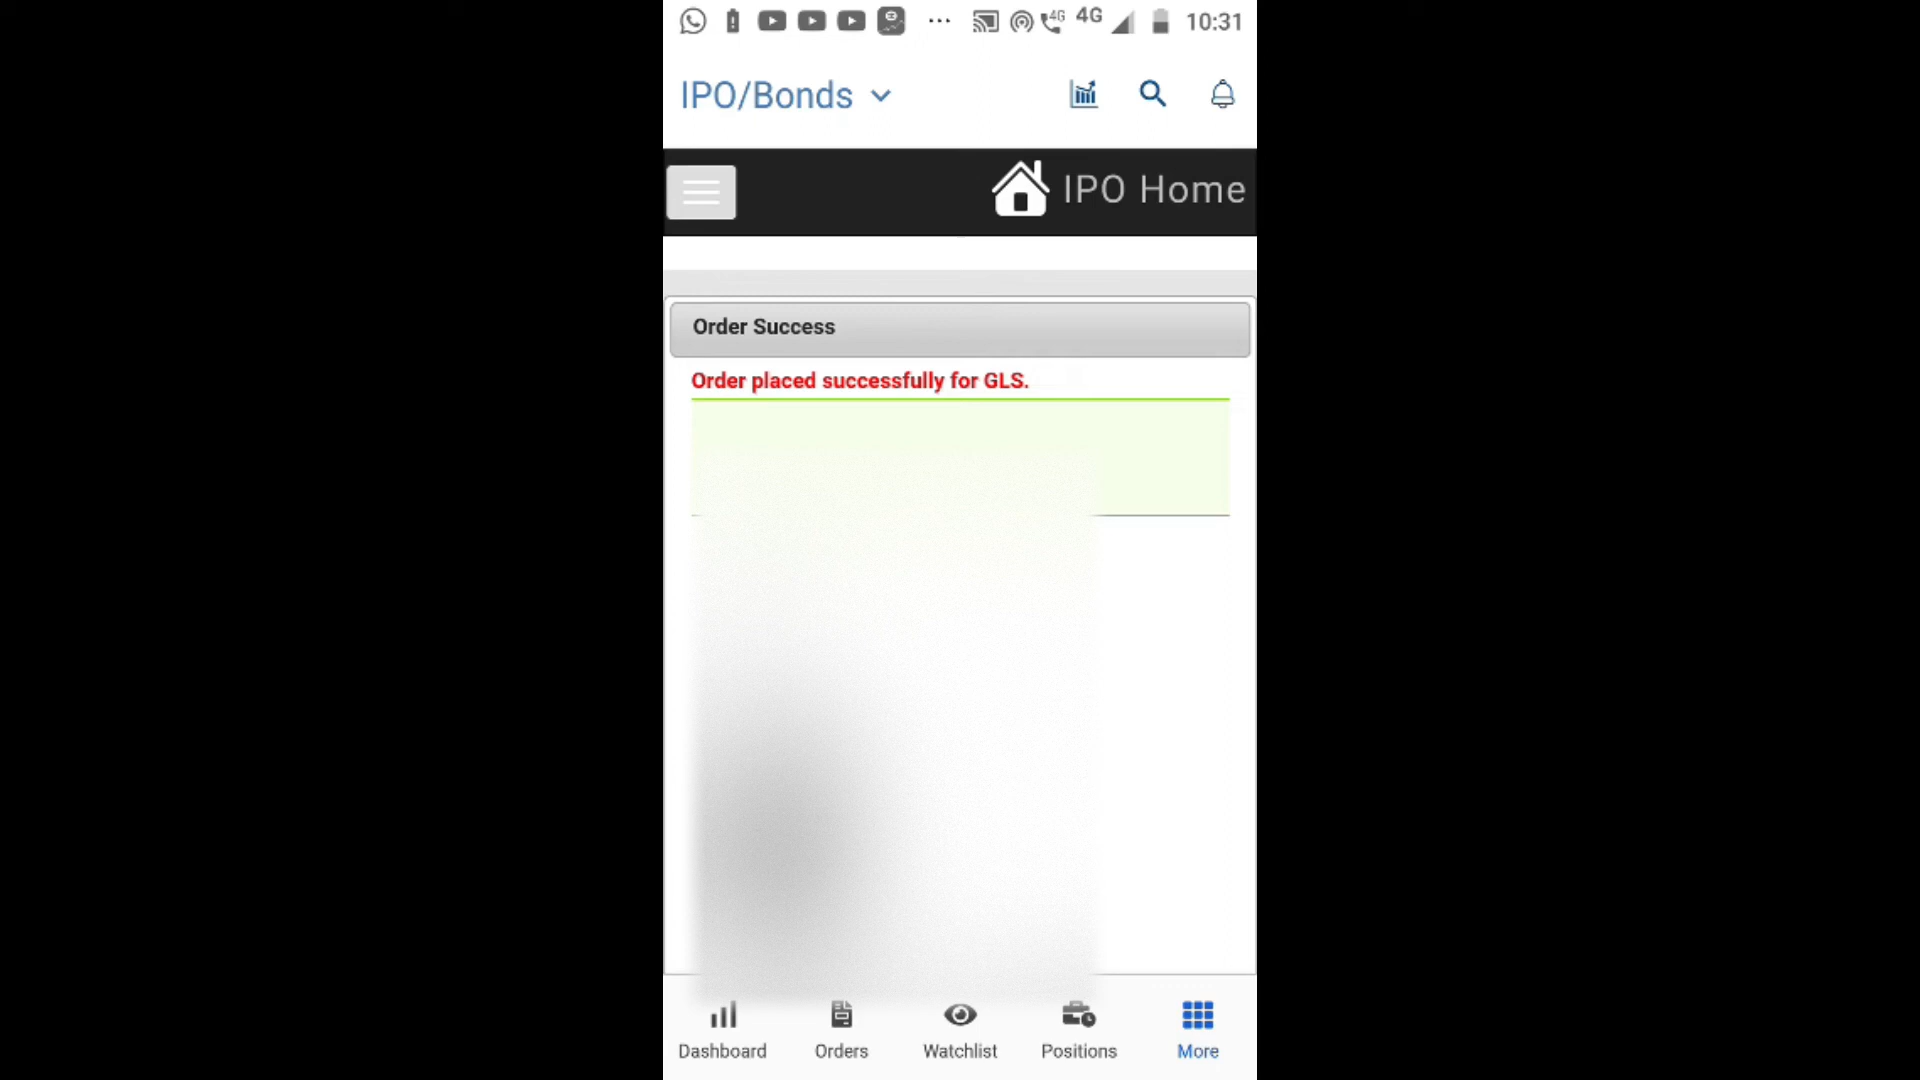 4G 4G 10:31
IPO/Bonds
IPO Home
Order Success
Order placed successfully for GLS.
Dashboard Orders Watchlist Positions More